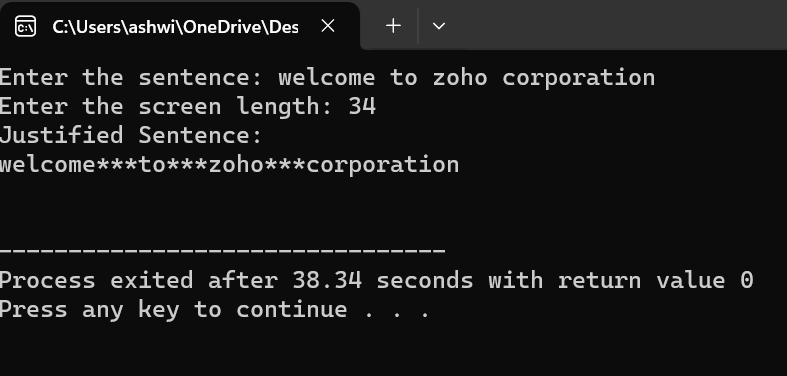 C:\Users\ashwi\OneDrive\Des
Enter the sentence: welcome to zoho corporation
Enter the screen length: 34
Justified Sentence:
welcome***to***zoho***corporation
--------------------------------
Process exited after 38.34 seconds with return value 0
Press any key to continue . . .